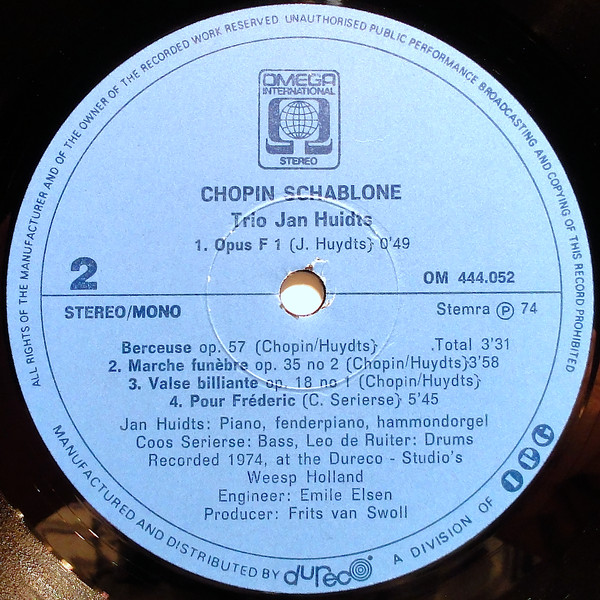 ALL RIGHTS OF THE MANUFACTURER AND OF THE OWNER OF THE RECORDED WORK RESERVED UNAUTHORISED PUBLIC PERFORMANCE BROADCASTING AND COPYING OF THIS RECORD PROHIBITED
OMEGA
INTERNATIONAL
STEREO
CHOPIN SCHABLONE
Trio Jan Huidts
1. Opus F 1 (J. Huydts} 0'49
2
OM 444.052
STEREO/MONO
Stemra Ⓟ 74
Berceuse op. 57 (Chopin/Huydts} .Total 3'31
2. Marche funèbre op. 35 no 2 (Chopin/Huydts}3'58
3. Valse billiante op. 18 no 1 (Chopin/Huydts}
4. Pour Fréderic (C. Serierse} 5'45
Jan Huidts: Piano, fenderpiano, hammondorgel
Coos Serierse: Bass, Leo de Ruiter: Drums
Recorded 1974, at the Dureco - Studio's
Weesp Holland
Engineer: Emile Elsen
Producer: Frits van Swoll
MANUFACTURED AND DISTRIBUTED BY dureco A DIVISION OF